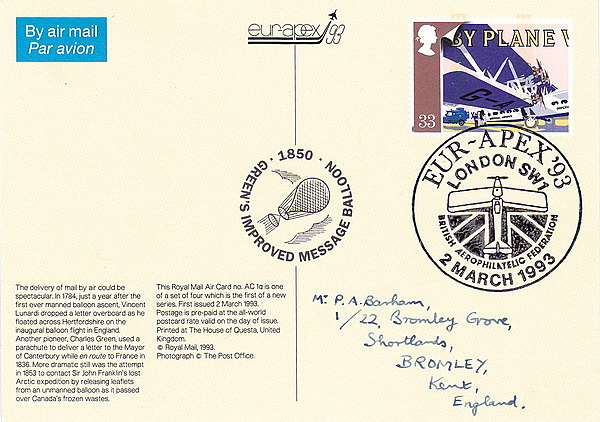 By air mail
Par avion
eur-apex '93
BY PLANE
G-A
33
EUR-APEX '93
LONDON SW1
BRITISH AEROPHILATELIC FEDERATION
2 MARCH 1993
· 1850 ·
GREEN'S IMPROVED MESSAGE BALLOON
The delivery of mail by air could be
spectacular. In 1784, just a year after the
first ever manned balloon ascent, Vincent
Lunardi dropped a letter overboard as he
floated across Hertfordshire on the
inaugural balloon flight in England.
Another pioneer, Charles Green, used a
parachute to deliver a letter to the Mayor
of Canterbury while en route to France in
1836. More dramatic still was the attempt
in 1853 to contact Sir John Franklin's lost
Arctic expedition by releasing leaflets
from an unmanned balloon as it passed
over Canada's frozen wastes.
This Royal Mail Air Card no. AC 1a is one
of a set of four which is the first of a new
series. First issued 2 March 1993.
Postage is pre-paid at the all-world
postcard rate valid on the day of issue.
Printed at The House of Questa, United
Kingdom.
© Royal Mail, 1993.
Photograph © The Post Office.
Mr. P. A. Barham,
1/22, Bromley Grove,
Shortlands,
BROMLEY,
Kent,
England.